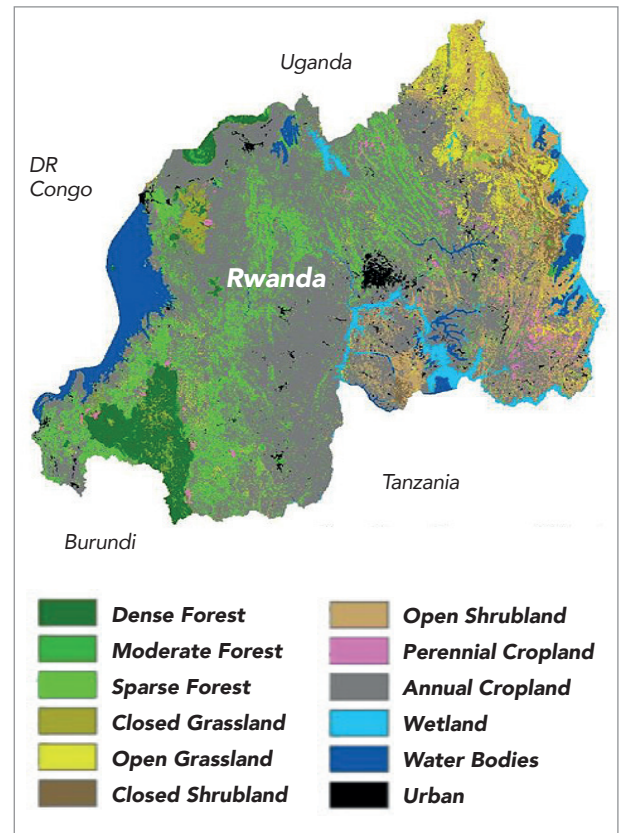 Uganda
DR
Congo
Rwanda
Tanzania
Burundi
Dense Forest
Moderate Forest
Sparse Forest
Closed Grassland
Open Grassland
Closed Shrubland
Open Shrubland
Perennial Cropland
Annual Cropland
Wetland
Water Bodies
Urban